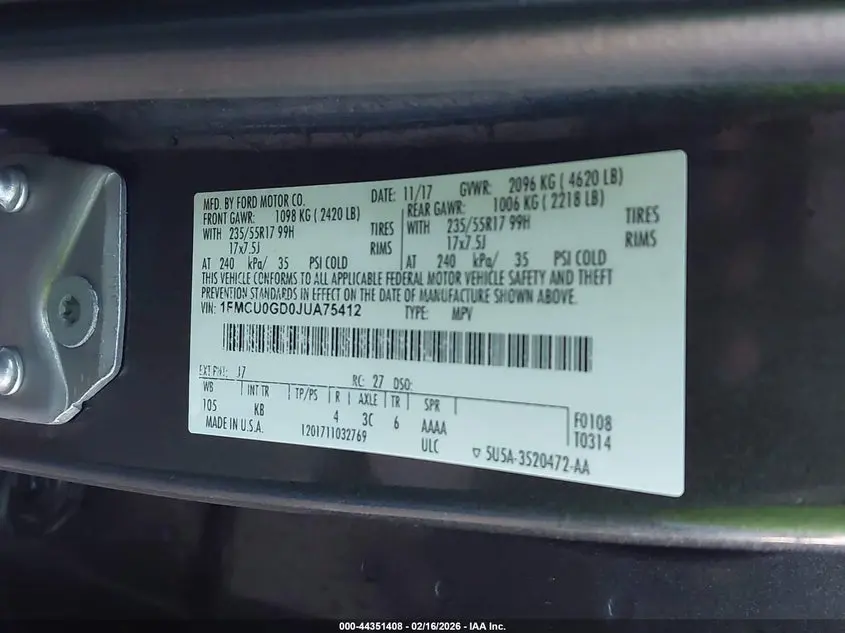 MFD. BY FORD MOTOR CO. DATE: 11/17 GVWR: 2096 KG ( 4620 LB)
FRONT GAWR: 1098 KG ( 2420 LB) REAR GAWR: 1006 KG ( 2218 LB)
WITH 235/55R17 99H TIRES WITH 235/55R17 99H TIRES
17x7.5J RIMS 17x7.5J RIMS
AT 240 kPa/ 35 PSI COLD AT 240 kPa/ 35 PSI COLD
THIS VEHICLE CONFORMS TO ALL APPLICABLE FEDERAL MOTOR VEHICLE SAFETY AND THEFT
PREVENTION STANDARDS IN EFFECT ON THE DATE OF MANUFACTURE SHOWN ABOVE.
VIN: 1FMCU0GD0JUA75412 TYPE: MPV
EXT PNT: J7 RC: 27 DSO:
WB INT TR TP/PS R AXLE TR SPR
105 KB 4 3C 6 AAAA F0108
MADE IN U.S.A. 1201711032769 ULC T0314
5U5A-3520472-AA
000-44351408 - 02/16/2026 - IAA Inc.